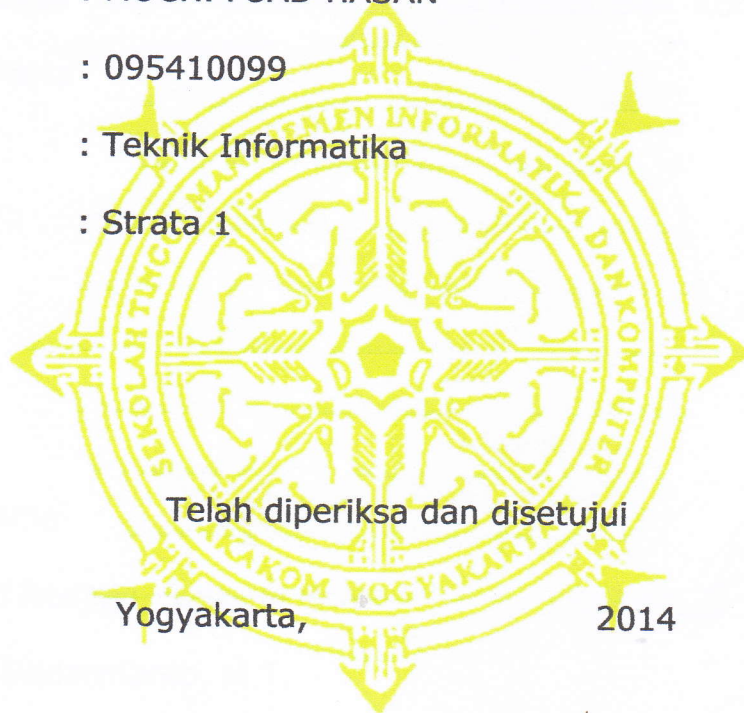 HASAN
: 095410099
: Teknik Informatika
: Strata 1
SEKOLAH TINGGI MANAJEMEN INFORMATIKA DAN KOMPUTER
AKAKOM YOGYAKARTA
Telah diperiksa dan disetujui
Yogyakarta, 2014